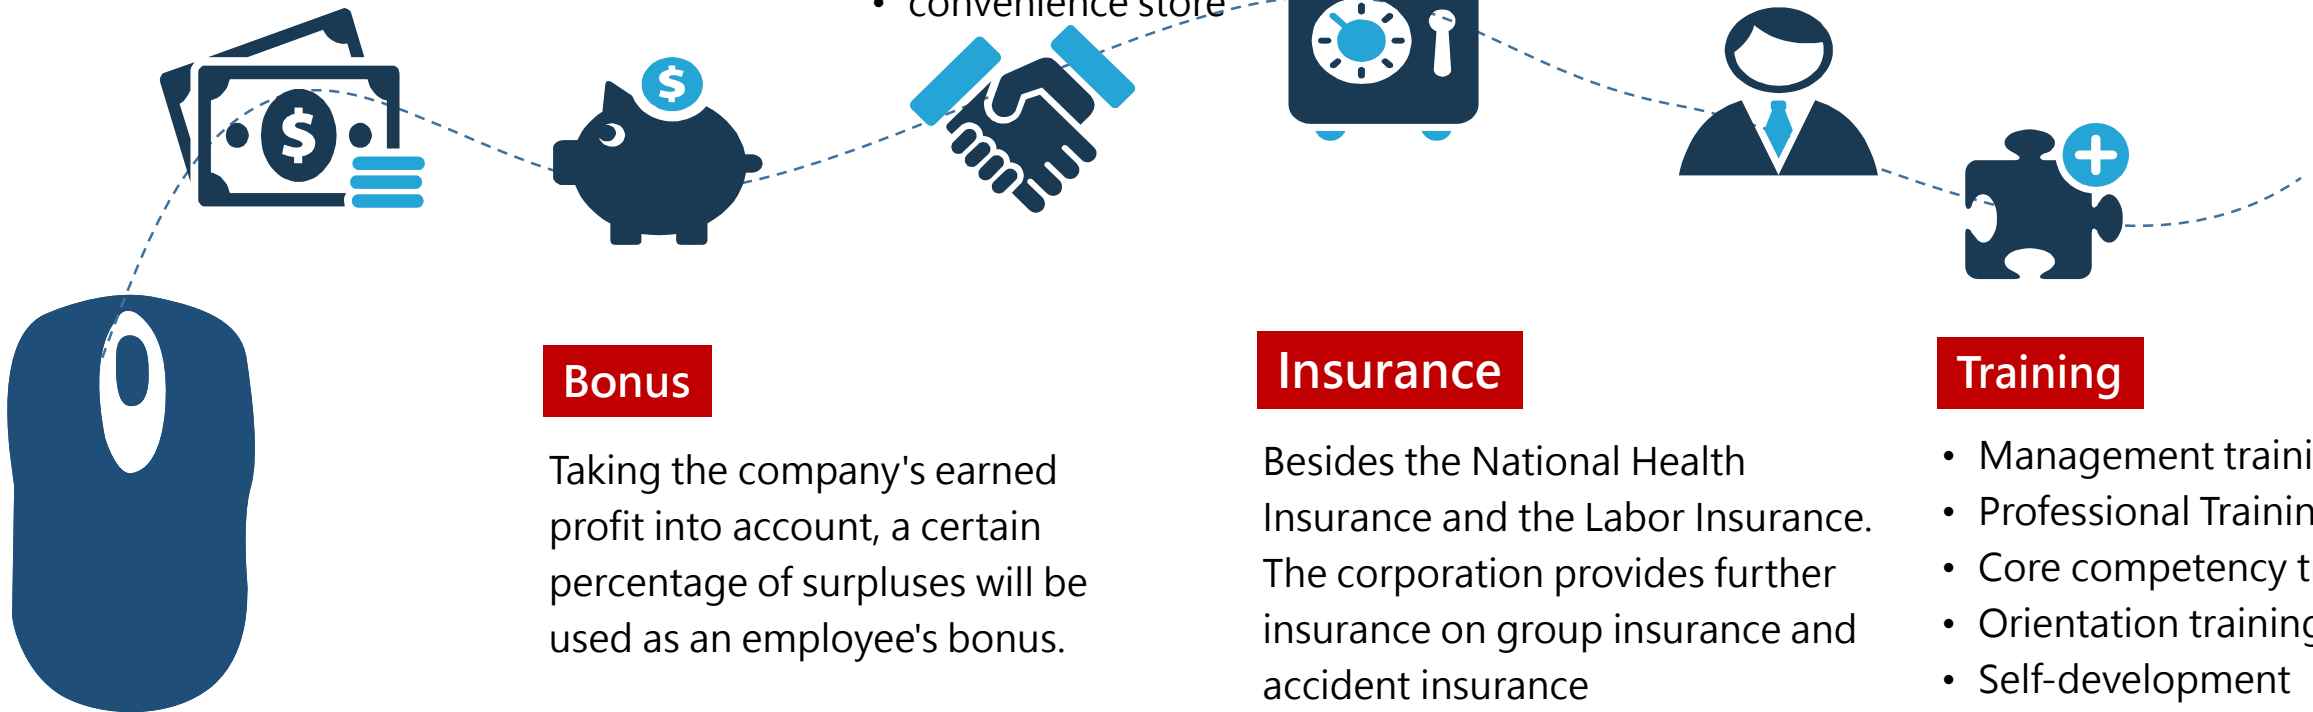 • convenience store
$
$
Bonus
Taking the company's earned
profit into account, a certain
percentage of surpluses will be
used as an employee's bonus.
Insurance
Besides the National Health
Insurance and the Labor Insurance.
The corporation provides further
insurance on group insurance and
accident insurance
Training
• Management
• Professional
• Core competency
• Orientation training
• Self-development